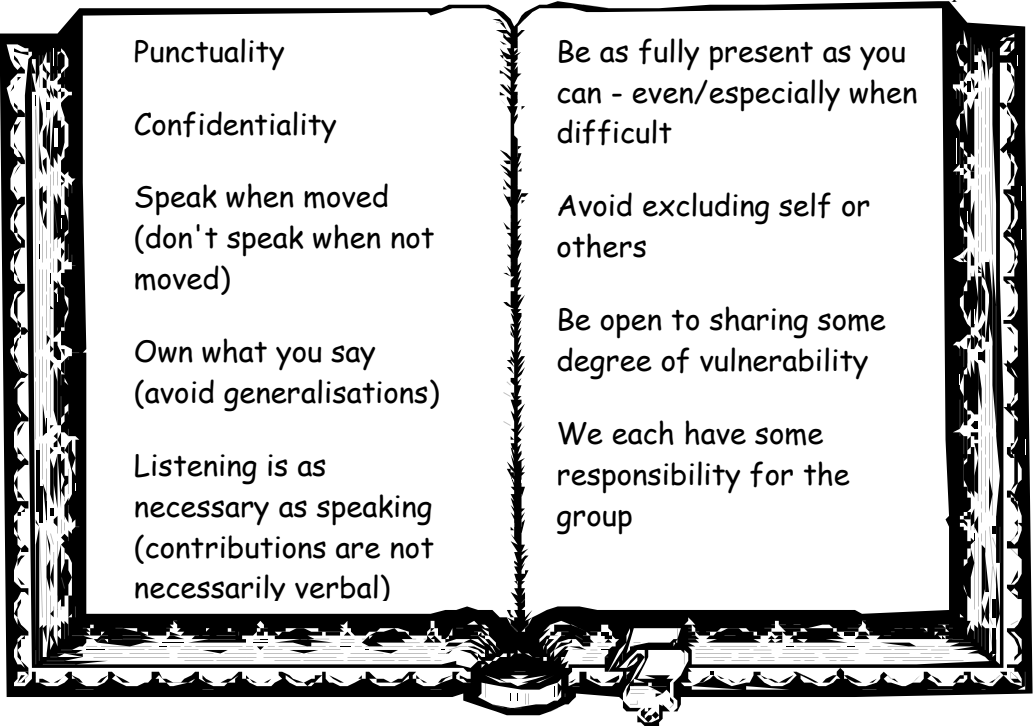 Punctuality
Confidentiality
Speak when moved
(don't speak when not
moved)
Own what you say
(avoid generalisations)
Listening is as
necessary as speaking
(contributions are not
necessarily verbal)
Be as fully present as you
can - even/especially when
difficult
Avoid excluding self or
others
Be open to sharing some
degree of vulnerability
We each have some
responsibility for the
group